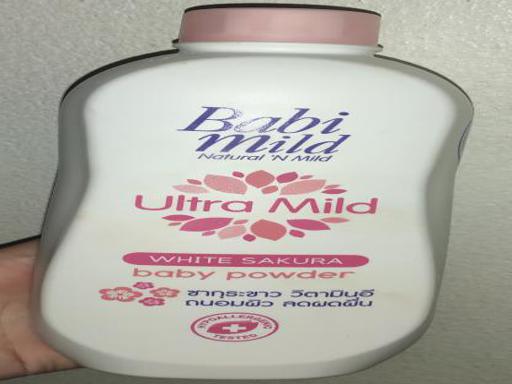 Babi
mild
Natural 'N Mild
Ultra Mild
WHITE SAKURA
baby powder
ซากุระขาว วิตามินอี
ถนอมผิว ลดผดผื่น
HYPOALLERGENIC
TESTED